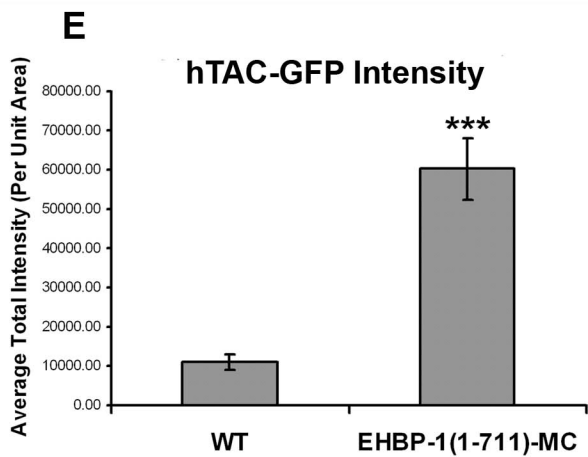 E
hTAC-GFP Intensity
Average Total Intensity (Per Unit Area)
80000.00
70000.00
60000.00
50000.00
40000.00
30000.00
20000.00
10000.00
0.00
***
WT
EHBP-1(1-711)-MC